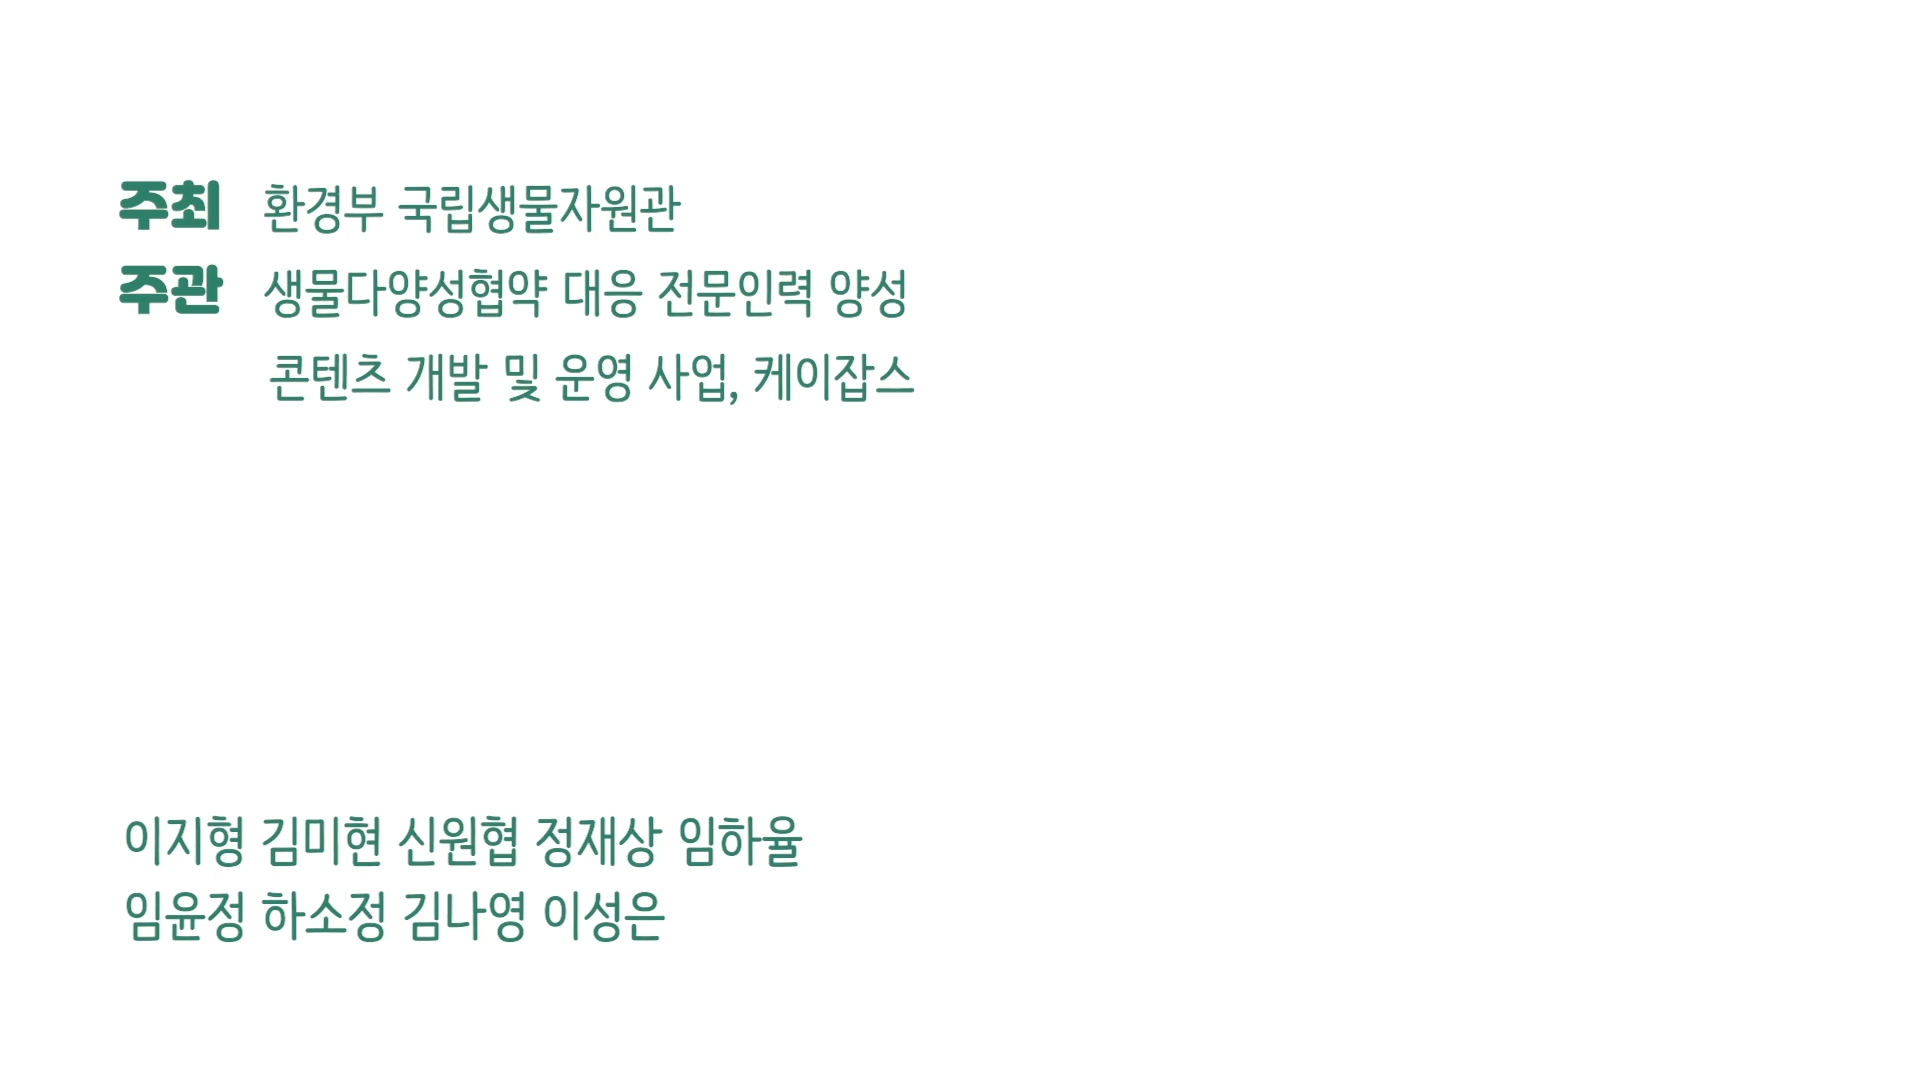 주최 환경부 국립생물자원관
주관 생물다양성협약 대응 전문인력 양성
콘텐츠 개발 및 운영 사업, 케이잡스
이지형 김미현 신원협 정재상 임하율
임윤정 하소정 김나영 이성은